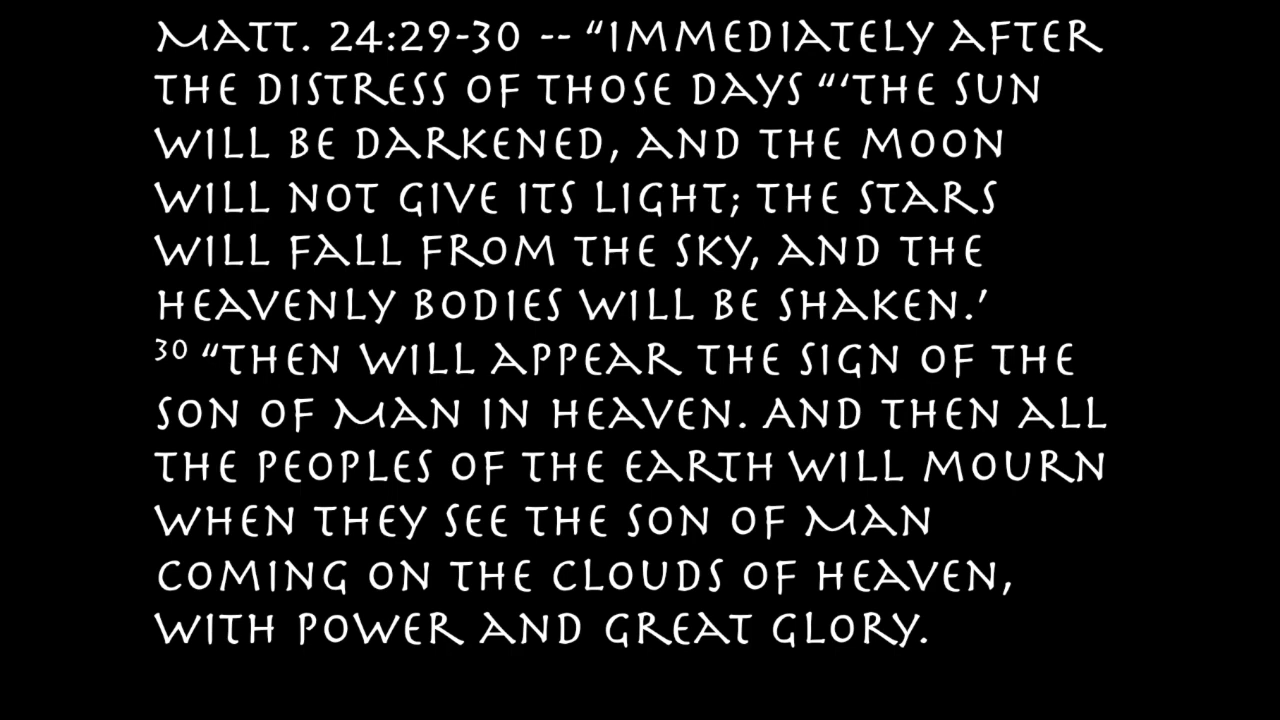 Matt. 24:29-30 -- “Immediately after
the distress of those days “‘the sun
will be darkened, and the moon
will not give its light; the stars
will fall from the sky, and the
heavenly bodies will be shaken.’
30 “Then will appear the sign of the
Son of Man in heaven. And then all
the peoples of the earth will mourn
when they see the Son of Man
coming on the clouds of heaven,
with power and great glory.